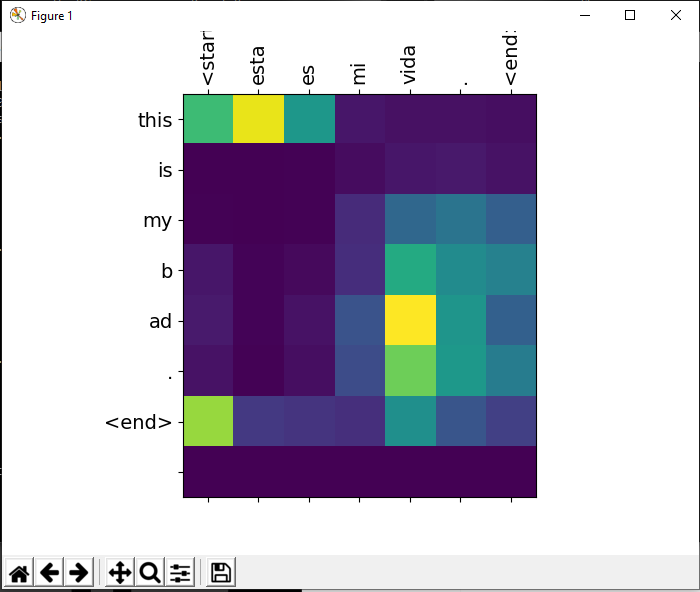 Figure 1
<star
esta
es
mi
vida
.
<end:
this
is
my
b
ad
.
<end>